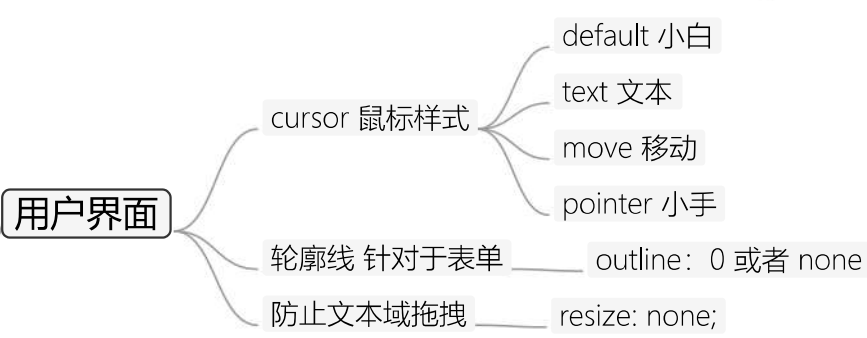 用户界面
cursor 鼠标样式
default 小白
text 文本
move 移动
pointer 小手
轮廓线 针对于表单
outline：0 或者 none
防止文本域拖拽
resize: none;